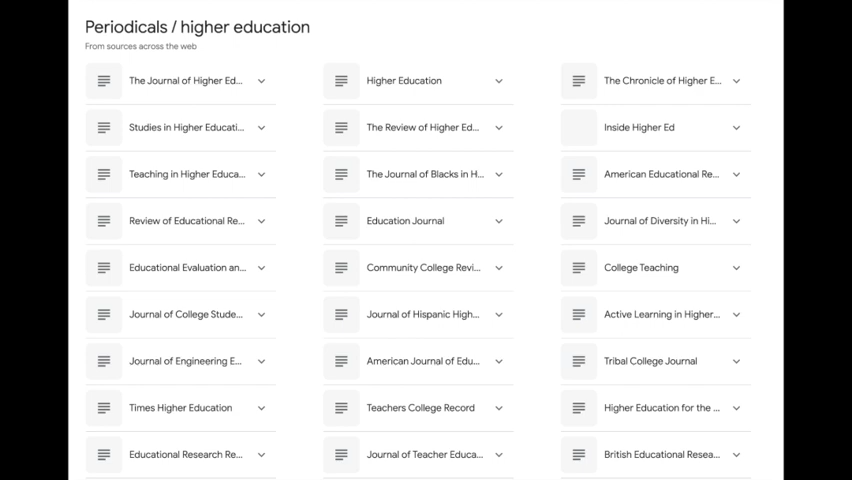 Periodicals / higher education
From sources across the web
The Journal of Higher Ed...
Higher Education
The Chronicle of Higher E...
Studies in Higher Educati...
The Review of Higher Ed...
Inside Higher Ed
Teaching in Higher Educa...
The Journal of Blacks in H...
American Educational Re...
Review of Educational Re...
Education Journal
Journal of Diversity in Hi...
Educational Evaluation an...
Community College Revi...
College Teaching
Journal of College Stude...
Journal of Hispanic High...
Active Learning in Higher...
Journal of Engineering E...
American Journal of Edu...
Tribal College Journal
Times Higher Education
Teachers College Record
Higher Education for the ...
Educational Research Re...
Journal of Teacher Educa...
British Educational Resea...